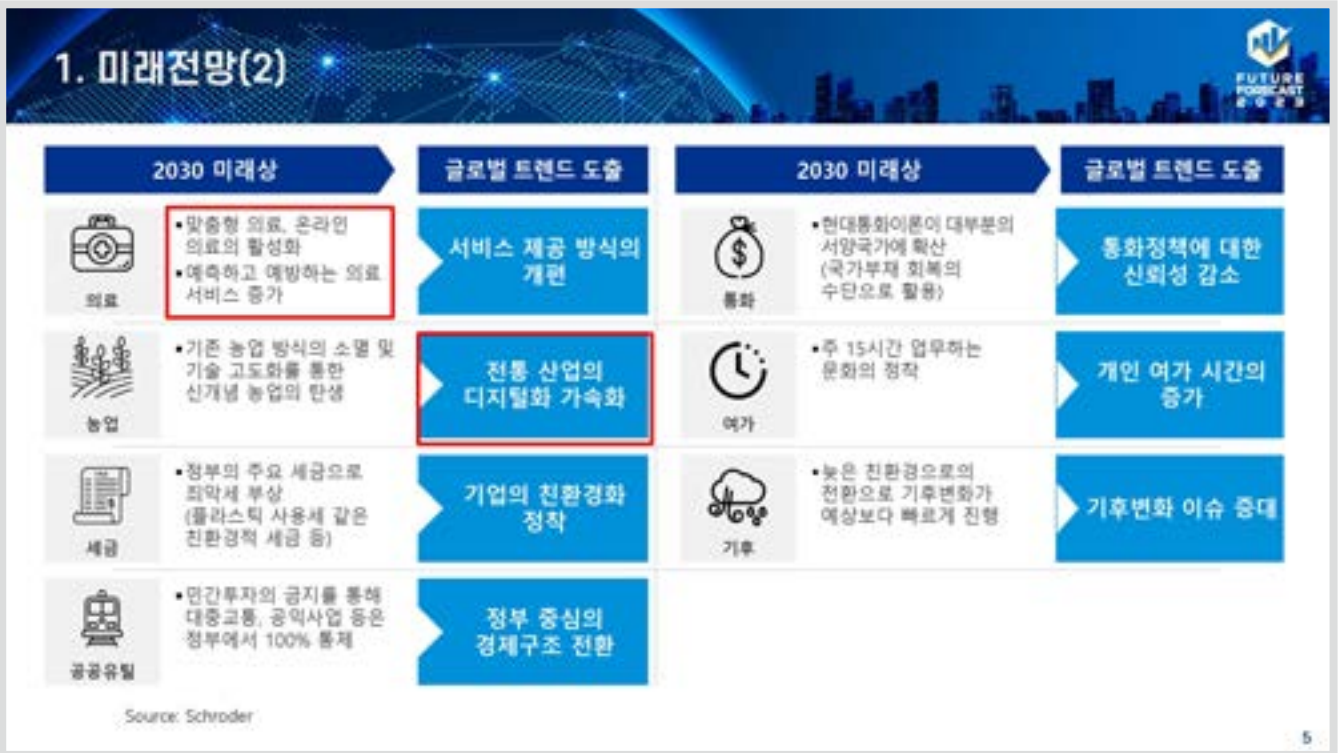 1. 미래전망(2)
FUTURE
FORECAST
2023
2030 미래상
글로벌 트렌드 도출
의료
▪맞춤형 의료, 온라인
의료의 활성화
▪예측하고 예방하는 의료
서비스 증가
서비스 제공 방식의
개편
농업
▪기존 농업 방식의 소멸 및
기술 고도화를 통한
신개념 농업의 탄생
전통 산업의
디지털화 가속화
세금
▪정부의 주요 세금으로
죄악세 부상
(플라스틱 사용세 같은
친환경적 세금 등)
기업의 친환경화
정착
공공유틸
▪민간투자의 금지를 통해
대중교통, 공익사업 등은
정부에서 100% 통제
정부 중심의
경제구조 전환
2030 미래상
글로벌 트렌드 도출
통화
▪현대통화이론이 대부분의
서양국가에 확산
(국가부채 회복의
수단으로 활용)
통화정책에 대한
신뢰성 감소
여가
▪주 15시간 업무하는
문화의 정착
개인 여가 시간의
증가
기후
▪늦은 친환경으로의
전환으로 기후변화가
예상보다 빠르게 진행
기후변화 이슈 증대
Source: Schroder
5